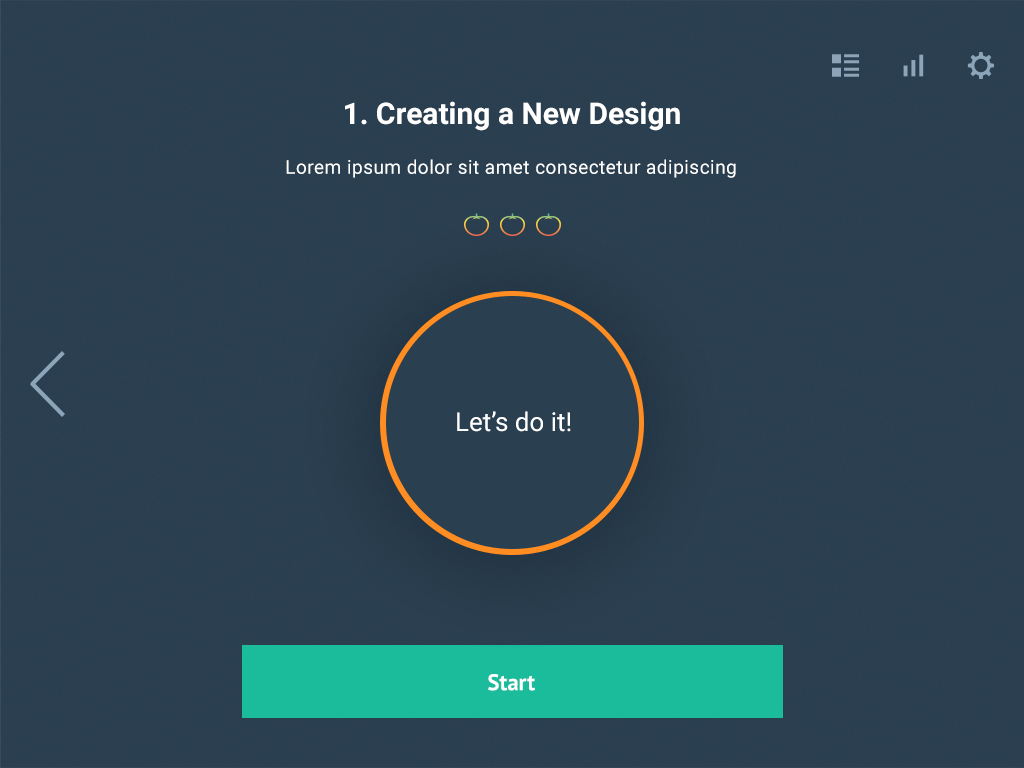 1. Creating a New Design
Lorem ipsum dolor sit amet consectetur adipiscing
Let’s do it!
Start